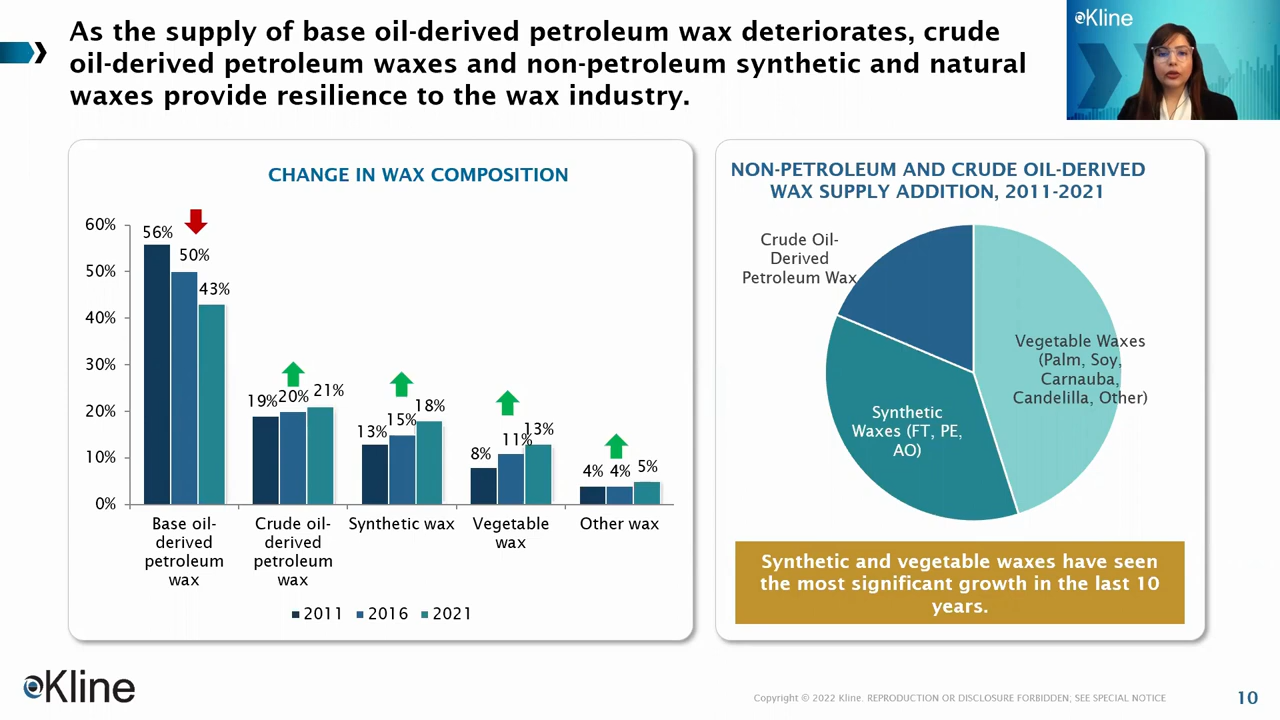 As the supply of base oil-derived petroleum wax deteriorates, crude
oil-derived petroleum waxes and non-petroleum synthetic and natural
waxes provide resilience to the wax industry.
Kline
CHANGE IN WAX COMPOSITION
60%
50%
40%
30%
20%
10%
0%
56%
50%
43%
19%
20%
21%
13%
15%
18%
8%
11%
13%
4%
4%
5%
Base oil-
derived
petroleum
wax
Crude oil-
derived
petroleum
wax
Synthetic wax
Vegetable
wax
Other wax
2011
2016
2021
NON-PETROLEUM AND CRUDE OIL-DERIVED
WAX SUPPLY ADDITION, 2011-2021
Crude Oil-
Derived
Petroleum Wax
Vegetable Waxes
(Palm, Soy,
Carnauba,
Candelilla, Other)
Synthetic
Waxes (FT, PE,
AO)
Synthetic and vegetable waxes have seen
the most significant growth in the last 10
years.
Kline
Copyright © 2022 Kline. REPRODUCTION OR DISCLOSURE FORBIDDEN; SEE SPECIAL NOTICE
10